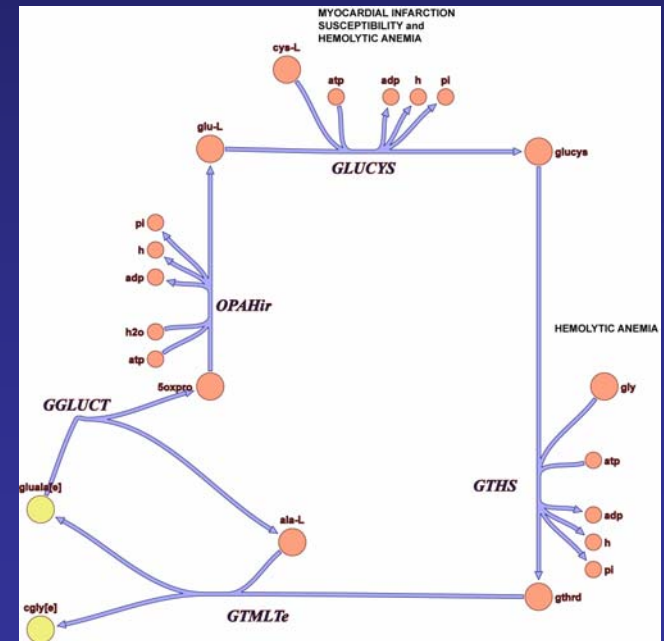 MYOCARDIAL INFARCTION
SUSCEPTIBILITY and
HEMOLYTIC ANEMIA
cys-L
atp
adp
h
pi
glu-L
glucys
GLUCYS
pi
h
adp
OPAHir
h2o
atp
HEMOLYTIC ANEMIA
5oxpro
gly
GGLUCT
atp
GTHS
gluala[e]
adp
ala-L
h
pi
gthrd
cgly[e]
GTMLTe